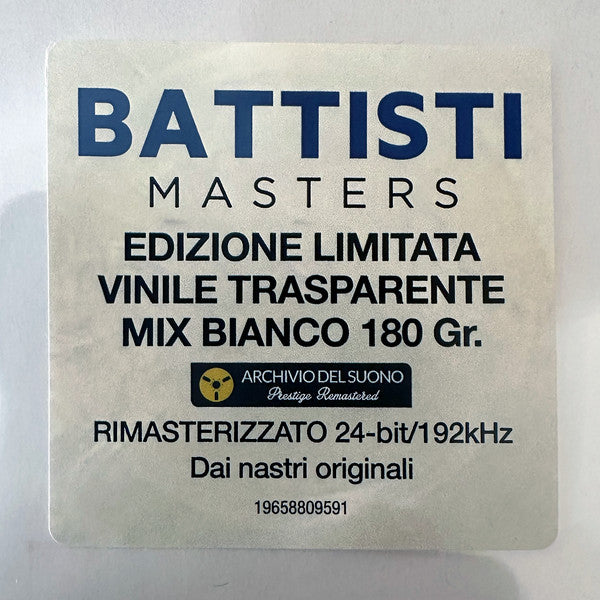 BATTISTI
MASTERS
EDIZIONE LIMITATA
VINILE TRASPARENTE
MIX BIANCO 180 Gr.
ARCHIVIO DEL SUONO
Prestige Remastered
RIMASTERIZZATO 24-bit/192kHz
Dai nastri originali
19658809591